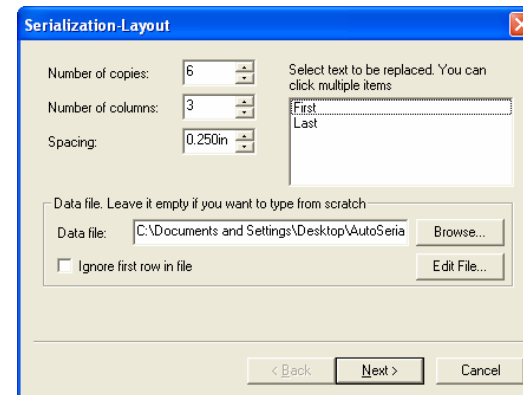 Serialization-Layout
Number of copies: 6
Number of columns: 3
Spacing: 0.250in
Select text to be replaced. You can
click multiple items
First
Last
Data file. Leave it empty if you want to type from scratch
Data file: C:\Documents and Settings\Desktop\AutoSeria
Browse...
Ignore first row in file
Edit File...
< Back
Next >
Cancel